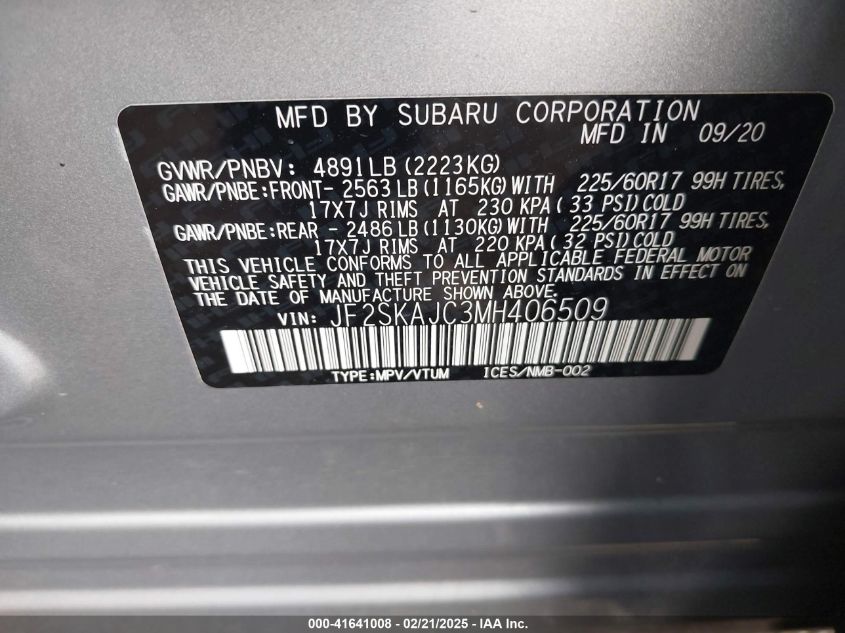 MFD BY SUBARU CORPORATION
MFD IN 09/20
GVWR/PNBV: 4891LB (2223KG)
GAWR/PNBE:FRONT- 2563 LB (1165KG) WITH 225/60R17 99H TIRES,
17X7J RIMS AT 230 KPA ( 33 PSI) COLD
GAWR/PNBE:REAR - 2486 LB (1130KG) WITH 225/60R17 99H TIRES,
17X7J RIMS AT 220 KPA ( 32 PSI) COLD
THIS VEHICLE CONFORMS TO ALL APPLICABLE FEDERAL MOTOR
VEHICLE SAFETY AND THEFT PREVENTION STANDARDS IN EFFECT ON
THE DATE OF MANUFACTURE SHOWN ABOVE.
VIN: JF2SKAJC3MH406509
TYPE:MPV/VTUM ICES/NMB-002
000-41641008 - 02/21/2025 - IAA Inc.